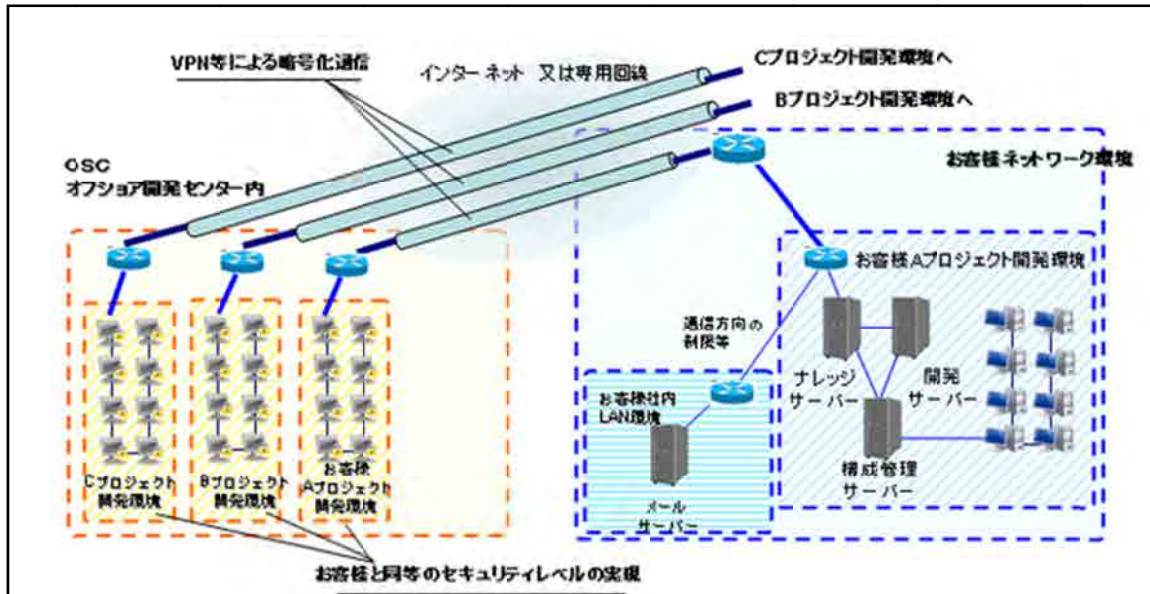 VPN等による暗号化通信
インターネット 又は専用回線
Cプロジェクト開発環境へ
Bプロジェクト開発環境へ
お客様ネットワーク環境
OSC
オフショア開発センター内
お客様Aプロジェクト開発環境
通信方向の
制限等
ナレッジ
サーバー
開発
サーバー
お客様社内
LAN環境
構成管理
サーバー
メール
サーバー
Cプロジェクト
開発環境
Bプロジェクト
開発環境
お客様
Aプロジェクト
開発環境
お客様と同等のセキュリティレベルの実現